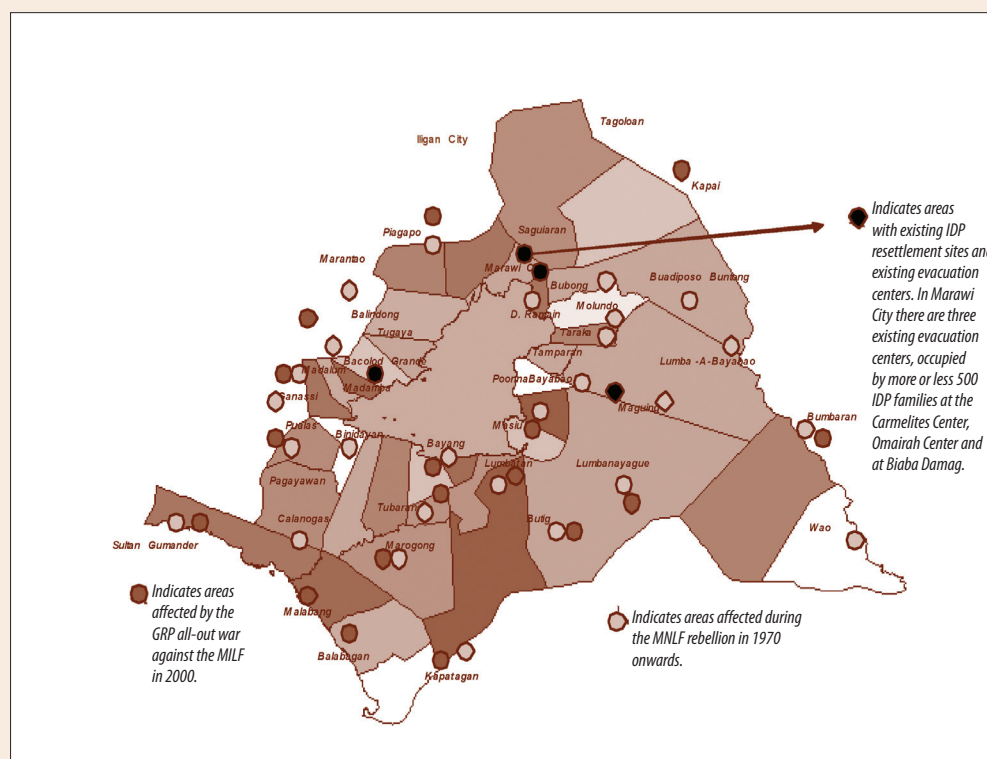 Tagoloan
Iligan City
Kapai
Piagapo
Saguiaran
Marantao
Marawi C
Buadiposo Buntang
Bubong
Molundo
Balindong
D. Ramain
Tugaya
Taraka
Tamparan
Bacolod Grande
Lumba -A-Bayabao
Madalum
Madamba
PoonnaBayabao
Ganassi
Maguing
Bumbaran
Masiu
Pualas
Binidayan
Bayang
Lumbatan
Lumbanayague
Pagayawan
Tubaran
Calanogas
Butig
Wao
Sultan Gumander
Marogong
Malabang
Balabagan
Kapatagan
Indicates areas
with existing IDP
resettlement sites and
existing evacuation
centers. In Marawi
City there are three
existing evacuation
centers, occupied
by more or less 500
IDP families at the
Carmelites Center,
Omairah Center and
at Biaba Damag.
Indicates areas
affected by the
GRP all-out war
against the MILF
in 2000.
Indicates areas affected during
the MNLF rebellion in 1970
onwards.